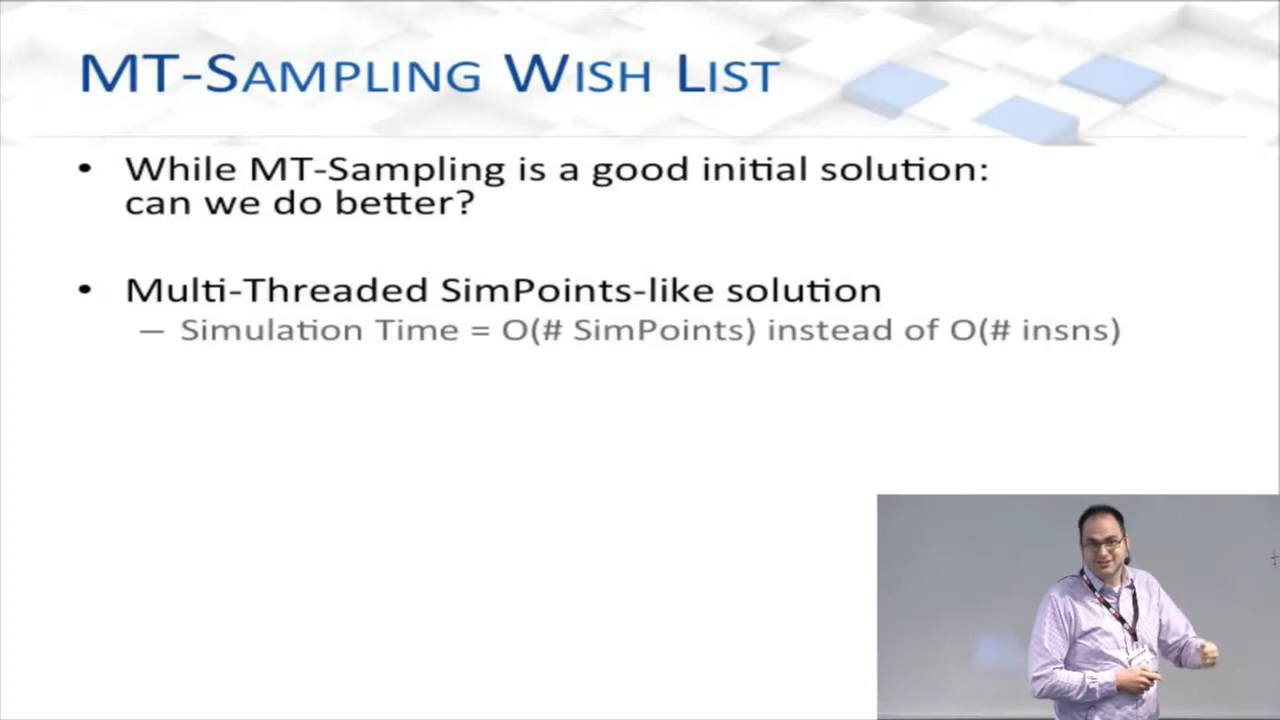 MT-SAMPLING WISH LIST
• While MT-Sampling is a good initial solution:
can we do better?
• Multi-Threaded SimPoints-like solution
– Simulation Time = O(# SimPoints) instead of O(# insns)